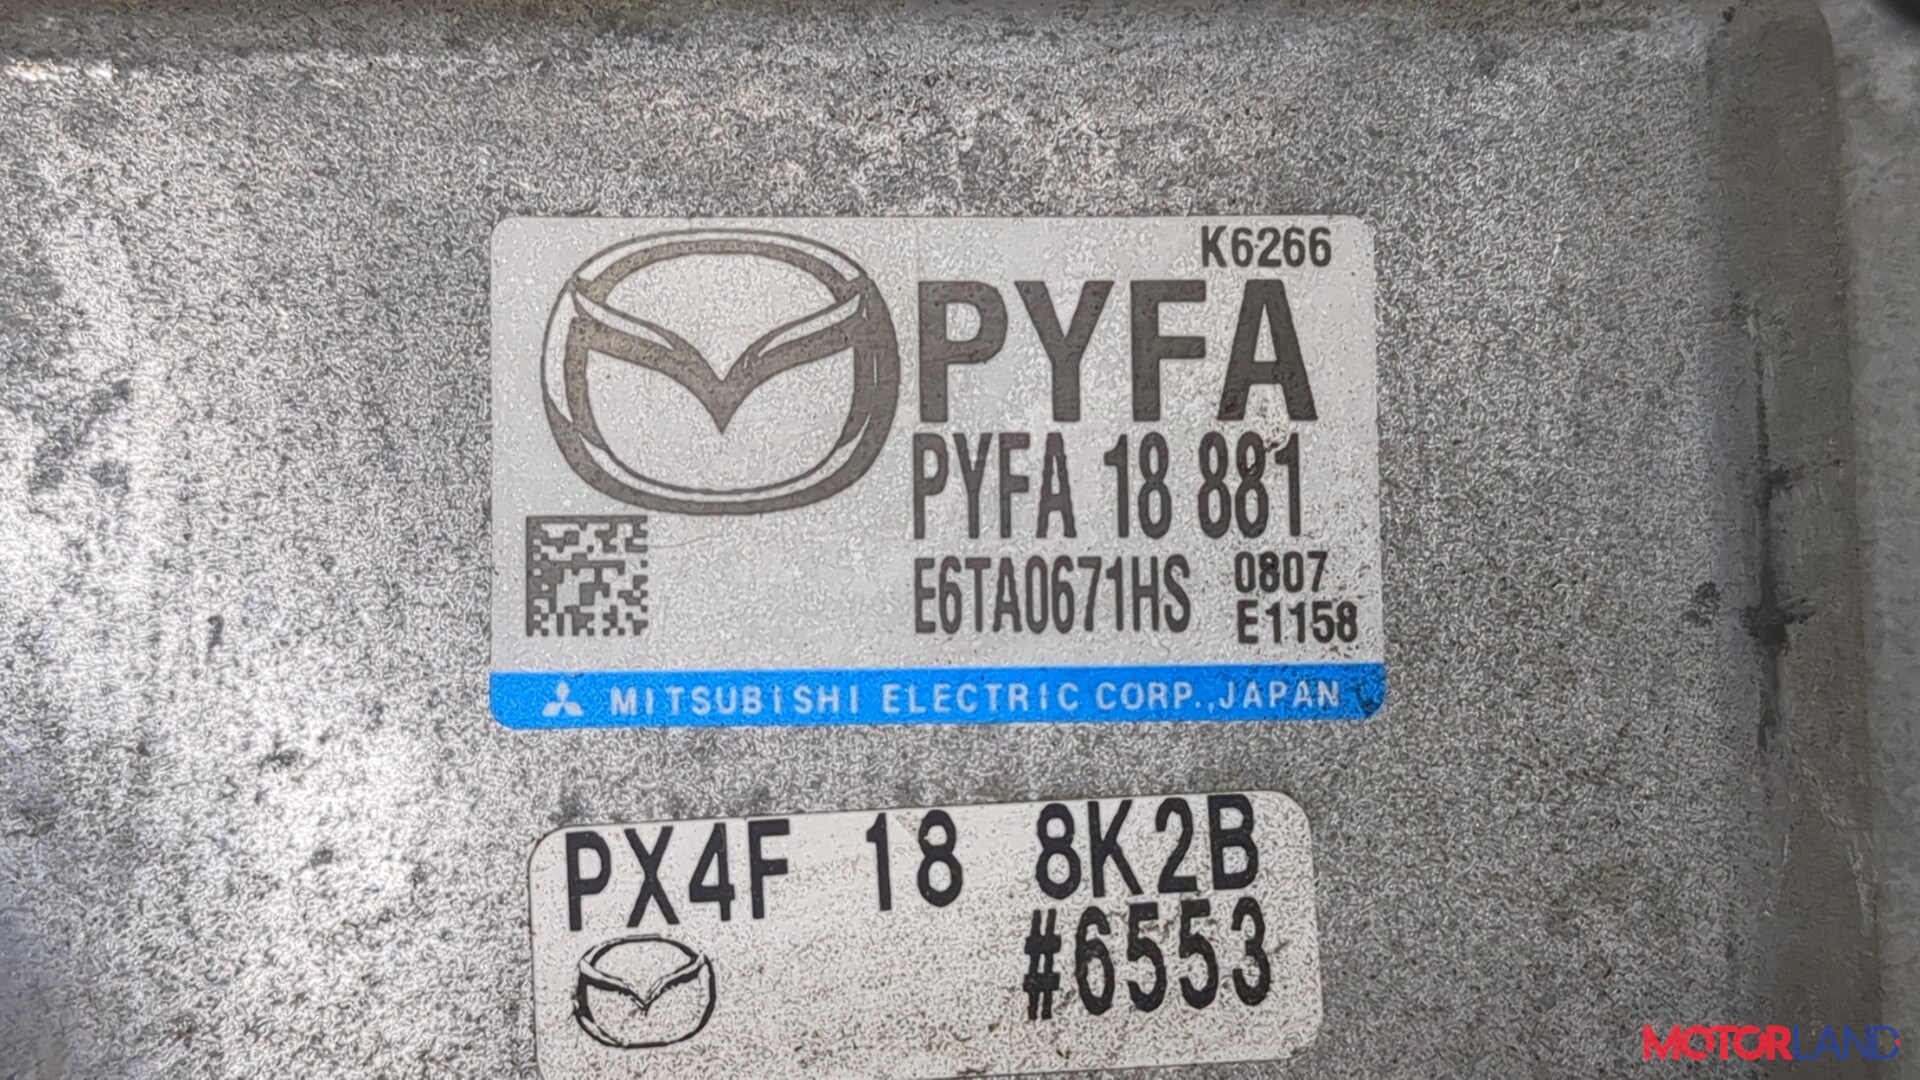 K6266
PYFA
PYFA 18 881
E6TA0671HS 0807
E1158
MITSUBISHI ELECTRIC CORP., JAPAN
PX4F 18 8K2B
#6553
MOTORLAND